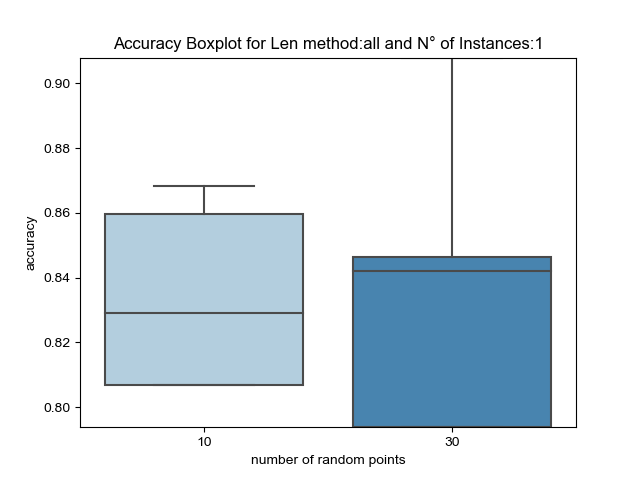 Accuracy Boxplot for Len method:all and N° of Instances:1
0.90
0.88
0.86
0.84
0.82
0.80
accuracy
10
30
number of random points